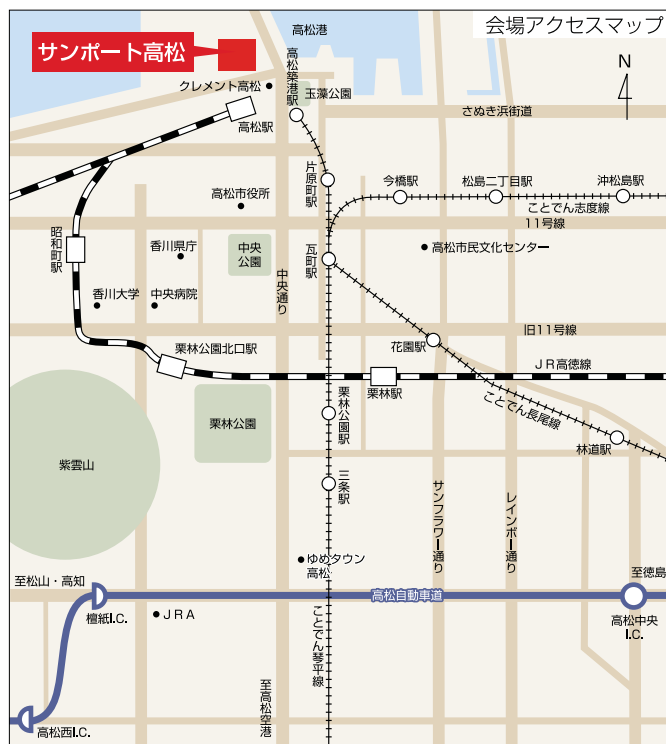 会場アクセスマップ
サンポート高松
高松港
N
クレメント高松
高松築港駅
玉藻公園
高松駅
さぬき浜街道
片原町駅
今橋駅
松島二丁目駅
沖松島駅
ことでん志度線
11号線
高松市役所
昭和町駅
香川県庁
中央
公園
瓦町駅
高松市民文化センター
中央通り
香川大学
中央病院
旧11号線
花園駅
栗林公園北口駅
JR高徳線
栗林駅
ことでん長尾線
栗林公園
栗林公園駅
林道駅
紫雲山
三条駅
サンフラワー通り
レインボー通り
ゆめタウン
高松
至松山・高知
至徳島
高松自動車道
檀紙I.C.
JRA
高松中央
I.C.
ことでん琴平線
至高松空港
高松西I.C.